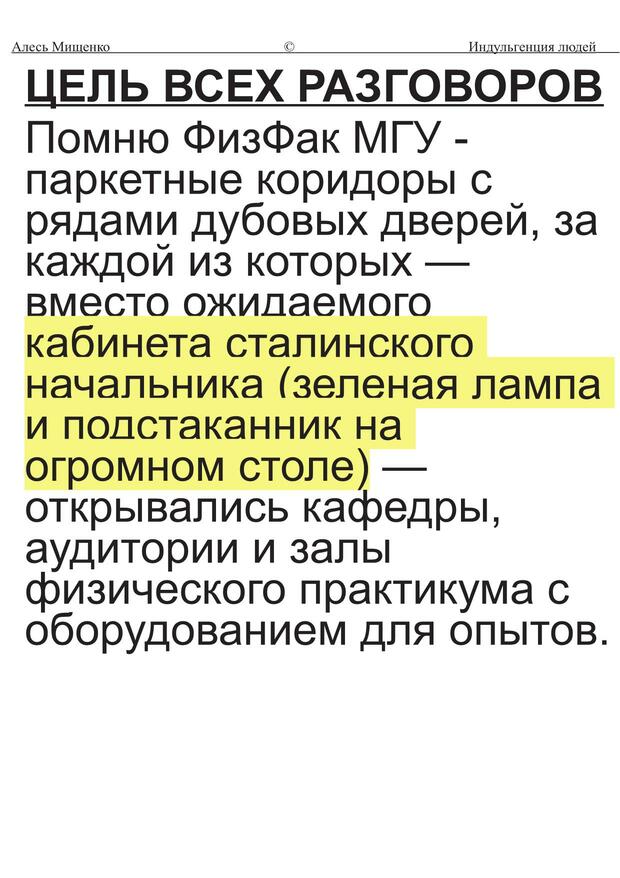 Алесь Мищенко © Индульгенция людей
ЦЕЛЬ ВСЕХ РАЗГОВОРОВ
Помню ФизФак МГУ -
паркетные коридоры с
рядами дубовых дверей, за
каждой из которых —
вместо ожидаемого
кабинета сталинского
начальника (зеленая лампа
и подстаканник на
огромном столе) —
открывались кафедры,
аудитории и залы
физического практикума с
оборудованием для опытов.